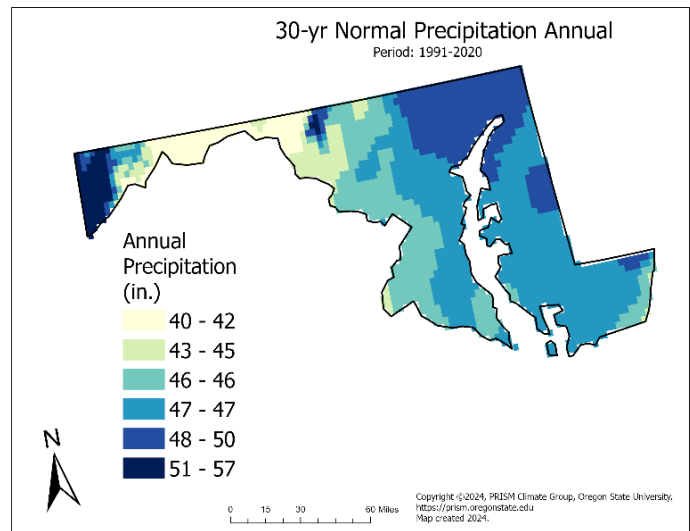 30-yr Normal Precipitation Annual
Period: 1991-2020
Annual
Precipitation
(in.)
40 - 42
43 - 45
46 - 46
47 - 47
48 - 50
51 - 57
N
0 15 30 60 Miles
Copyright ©2024, PRISM Climate Group, Oregon State University,
https://prism.oregonstate.edu
Map created 2024.